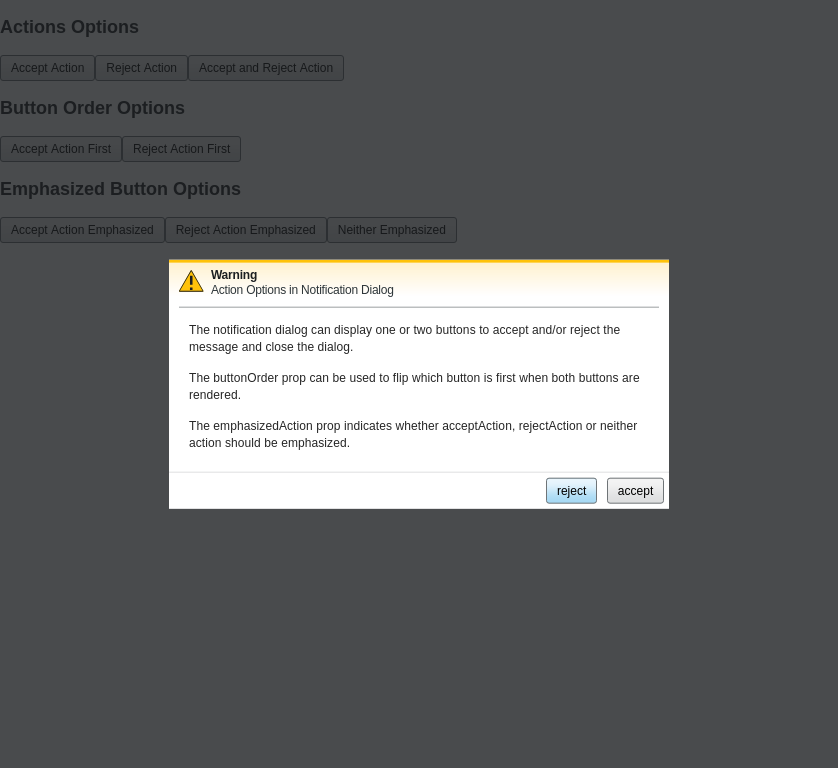 Actions Options
Accept Action Reject Action Accept and Reject Action
Button Order Options
Accept Action First Reject Action First
Emphasized Button Options
Accept Action Emphasized Reject Action Emphasized Neither Emphasized
Warning
Action Options in Notification Dialog
The notification dialog can display one or two buttons to accept and/or reject the
message and close the dialog.
The buttonOrder prop can be used to flip which button is first when both buttons are
rendered.
The emphasizedAction prop indicates whether acceptAction, rejectAction or neither
action should be emphasized.
reject accept